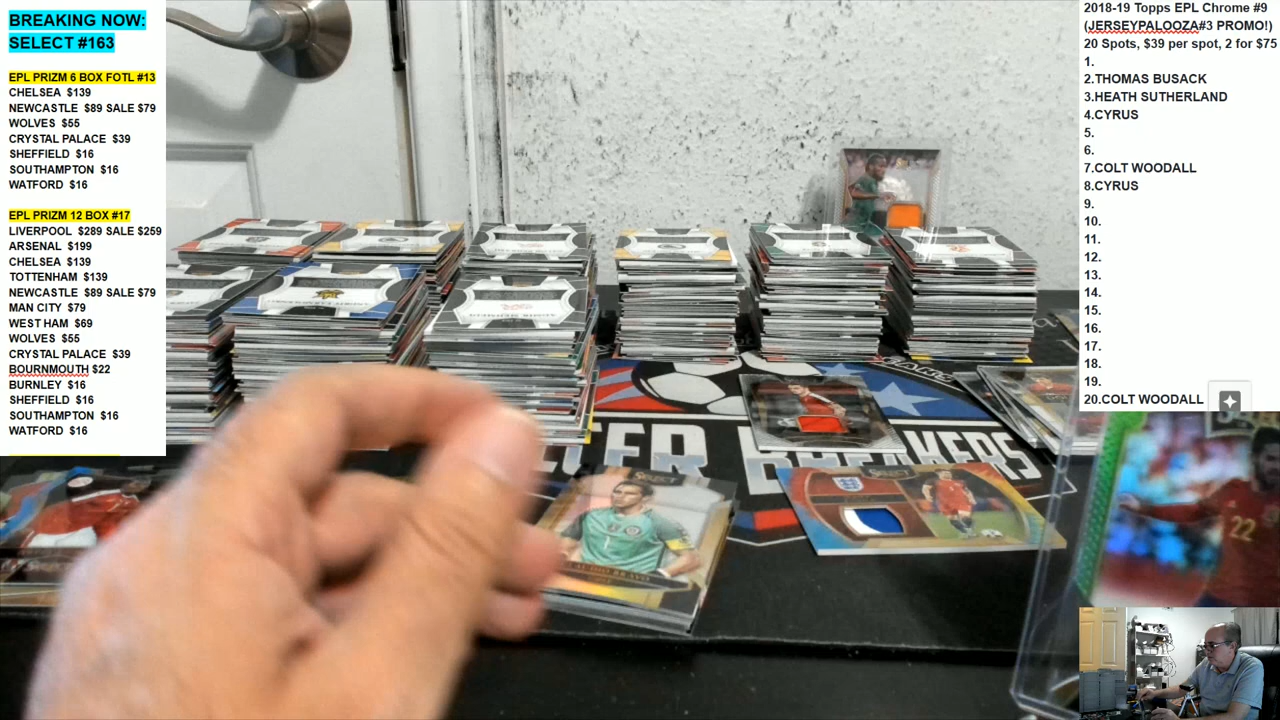 BREAKING NOW:
SELECT #163
EPL PRIZM 6 BOX FOTL #13
CHELSEA $139
NEWCASTLE $89 SALE $79
WOLVES $55
CRYSTAL PALACE $39
SHEFFIELD $16
SOUTHAMPTON $16
WATFORD $16
EPL PRIZM 12 BOX #17
LIVERPOOL $289 SALE $259
ARSENAL $199
CHELSEA $139
TOTTENHAM $139
NEWCASTLE $89 SALE $79
MAN CITY $79
WEST HAM $69
WOLVES $55
CRYSTAL PALACE $39
BOURNMOUTH $22
BURNLEY $16
SHEFFIELD $16
SOUTHAMPTON $16
WATFORD $16
2018-19 Topps EPL Chrome #9
(JERSEYPALOOZA#3 PROMO!)
20 Spots, $39 per spot, 2 for $75
1.
2.THOMAS BUSACK
3.HEATH SUTHERLAND
4.CYRUS
5.
6.
7.COLT WOODALL
8.CYRUS
9.
10.
11.
12.
13.
14.
15.
16.
17.
18.
19.
20.COLT WOODALL
BREAKERS
SELECT
BRAVO
1
22